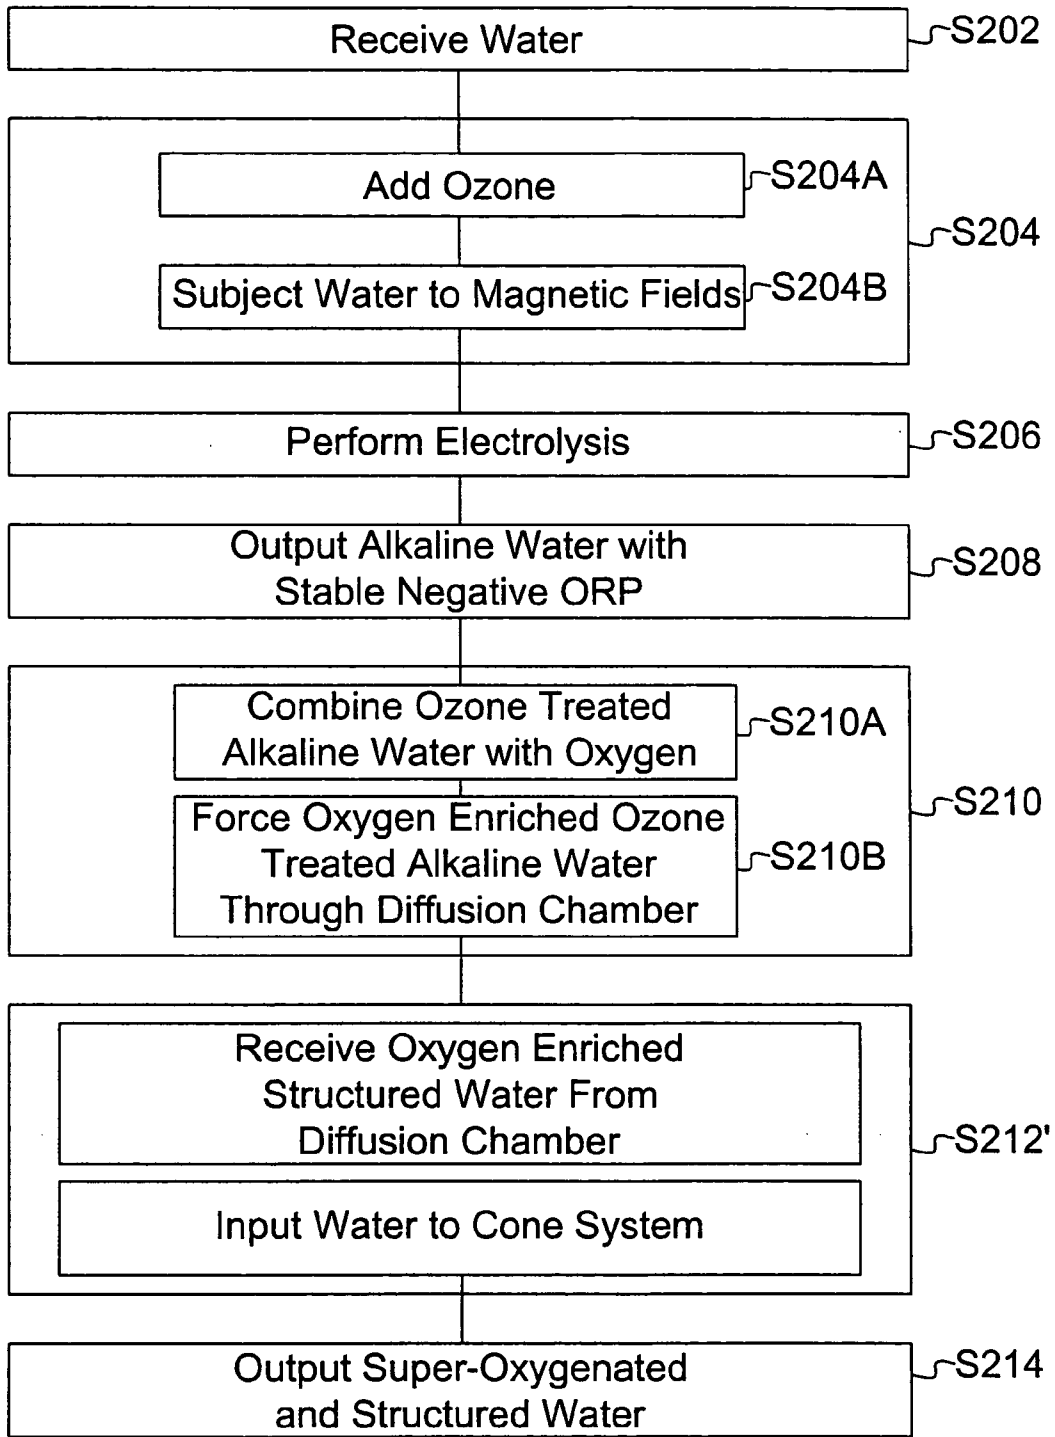 Receive Water
S202
Add Ozone
S204A
S204
Subject Water to Magnetic Fields
S204B
Perform Electrolysis
S206
Output Alkaline Water with
Stable Negative ORP
S208
Combine Ozone Treated
Alkaline Water with Oxygen
S210A
S210
Force Oxygen Enriched Ozone
Treated Alkaline Water
Through Diffusion Chamber
S210B
Receive Oxygen Enriched
Structured Water From
Diffusion Chamber
S212'
Input Water to Cone System
Output Super-Oxygenated
and Structured Water
S214